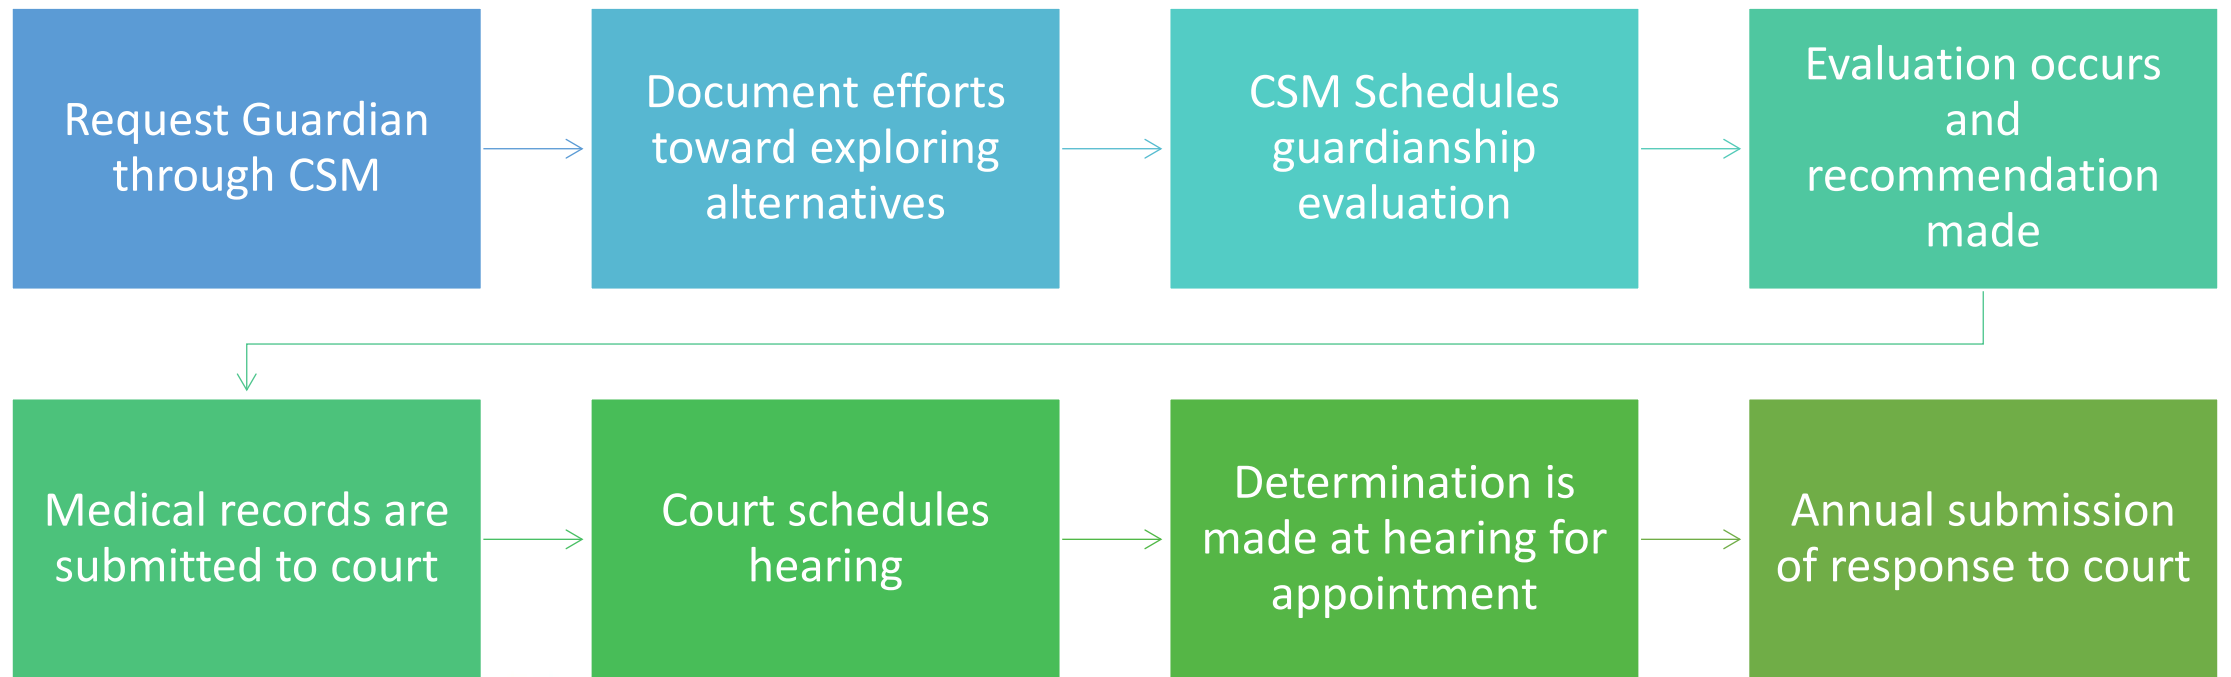 Request Guardian
through CSM
Document efforts
toward exploring
alternatives
CSM Schedules
guardianship
evaluation
Evaluation occurs
and
recommendation
made
Medical records are
submitted to court
Court schedules
hearing
Determination is
made at hearing for
appointment
Annual submission
of response to court